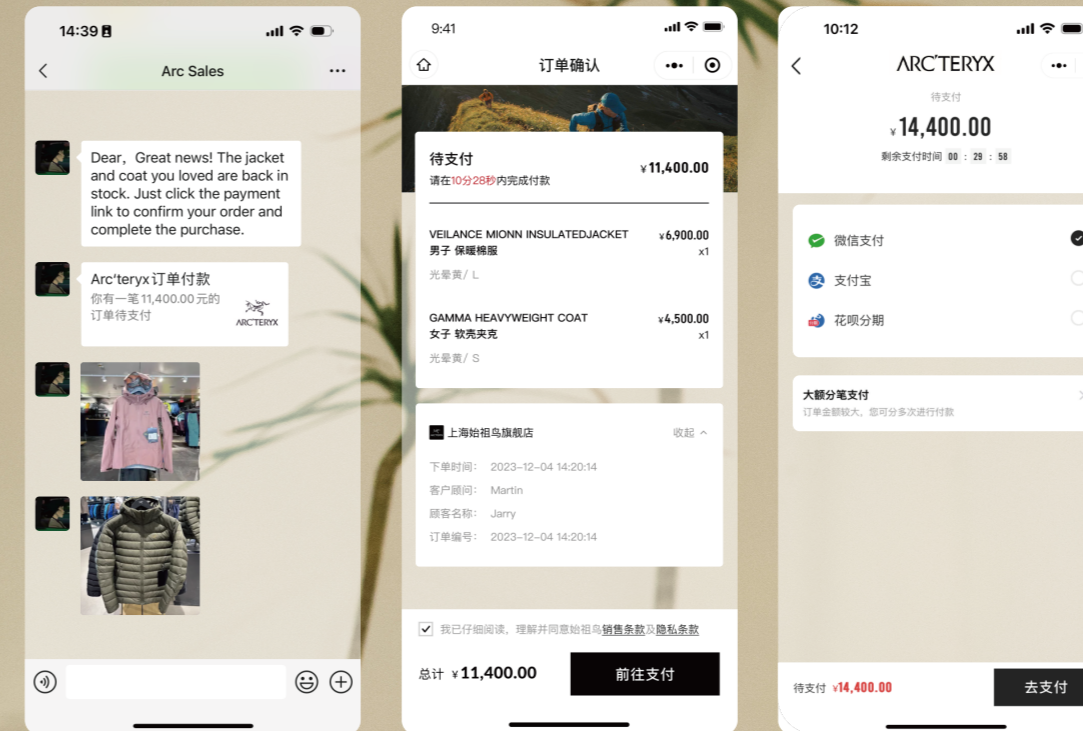 14:39
Arc Sales
Dear，Great news! The jacket
and coat you loved are back in
stock. Just click the payment
link to confirm your order and
complete the purchase.
Arc'teryx订单付款
你有一笔11,400.00元的
订单待支付
ARC'TERYX
9:41
订单确认
待支付
¥11,400.00
请在10分28秒内完成付款
VEILANCE MIONN INSULATEDJACKET ¥6,900.00
男子 保暖棉服 x1
光晕黄/ L
GAMMA HEAVYWEIGHT COAT ¥4,500.00
女子 软壳夹克 x1
光晕黄/ S
上海始祖鸟旗舰店 收起
下单时间： 2023-12-04 14:20:14
客户顾问： Martin
顾客名称： Jarry
订单编号： 2023-12-04 14:20:14
我已仔细阅读，理解并同意始祖鸟销售条款及隐私条款
总计 ¥11,400.00 前往支付
10:12
ARC'TERYX
待支付
¥14,400.00
剩余支付时间 00 : 29 : 58
微信支付
支付宝
花呗分期
大额分笔支付
订单金额较大，您可分多次进行付款
待支付 ¥14,400.00 去支付